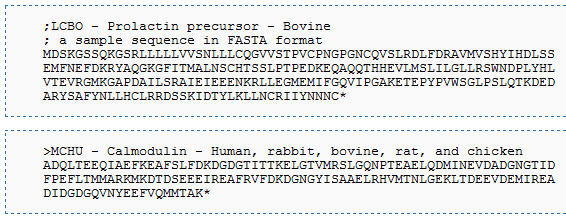 ;LCBO - Prolactin precursor - Bovine
; a sample sequence in FASTA format
MDSKGSSQKGSRLLLLLVVSNLLLCQGVVSTPVCPNGPGNCQVSLRDLFDRAVMVSHYIHDLSS
EMFNEFDKRYAQGKGFITMALNSCHTSSLPTPEDKEQAQQTHHEVLMSLILGLLRSWNDPLYHL
VTEVRGMKGAPDAILSRAIEIEEENKRLLEGMEMIFGQVIPGAKETEPYPVWSGLPSLQTKDED
ARYSAFYNLLHCLRRDSSKIDTYLKLLNCRIIYNNNC*
>MCHU - Calmodulin - Human, rabbit, bovine, rat, and chicken
ADQLTEEQIAEFKEAFSLFDKDGDGTITTKELGTVMRSLGQNPTEAELQDMINEVDADGNGTID
FPEFLTMMARKMKDTDSEEEIREAFRVFDKDGNGYISAAELRHVMTNLGEKLTDEEVDEMIREA
DIDGDGQVNYEEFVQMMTAK*